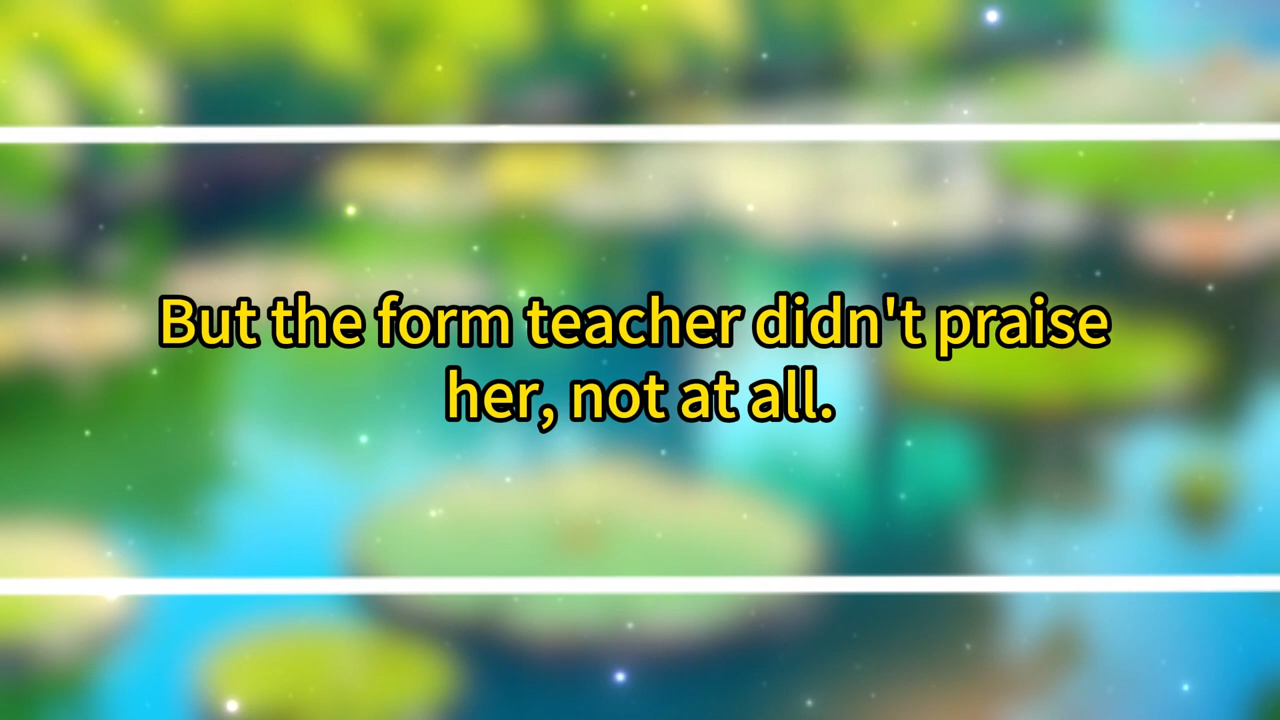 But the form teacher didn't praise
her, not at all.